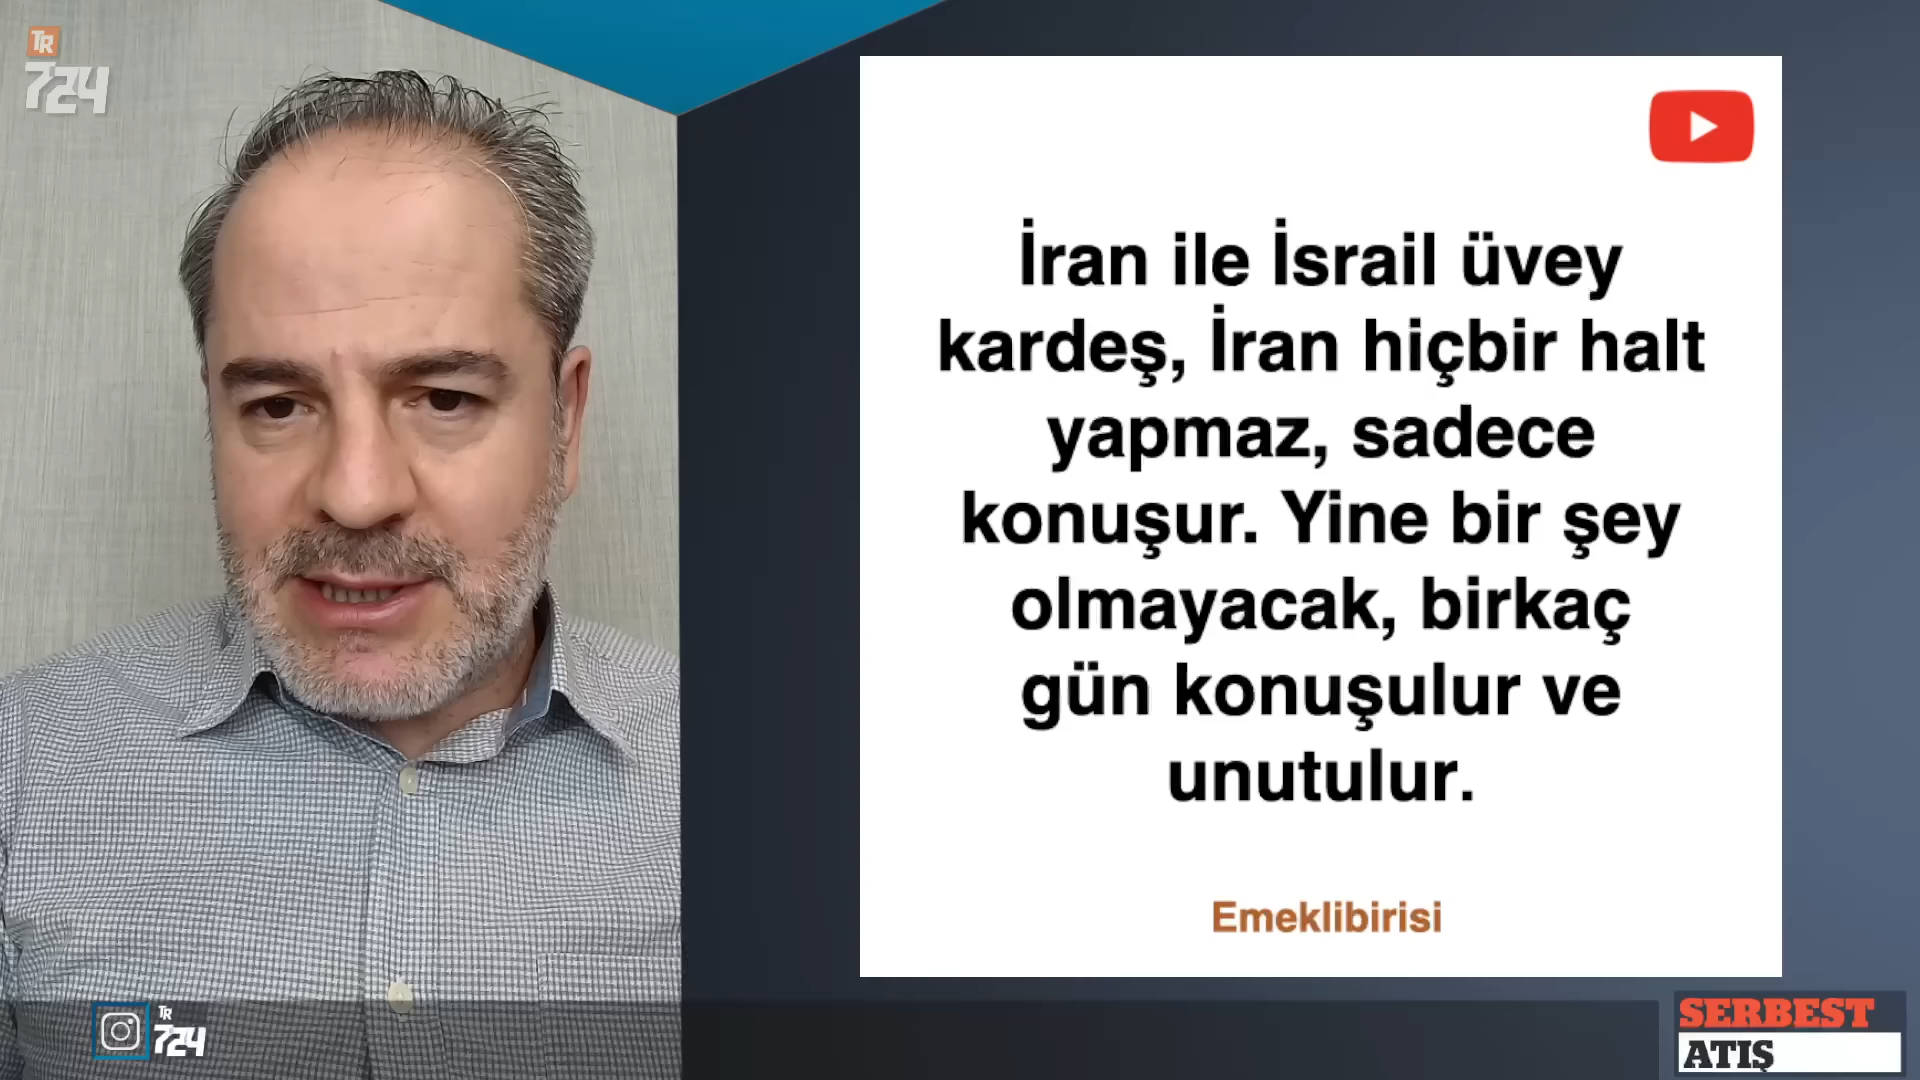 TR
724
İran ile İsrail üvey
kardeş, İran hiçbir halt
yapmaz, sadece
konuşur. Yine bir şey
olmayacak, birkaç
gün konuşulur ve
unutulur.
Emeklibirisi
TR
724
SERBEST
ATIŞ